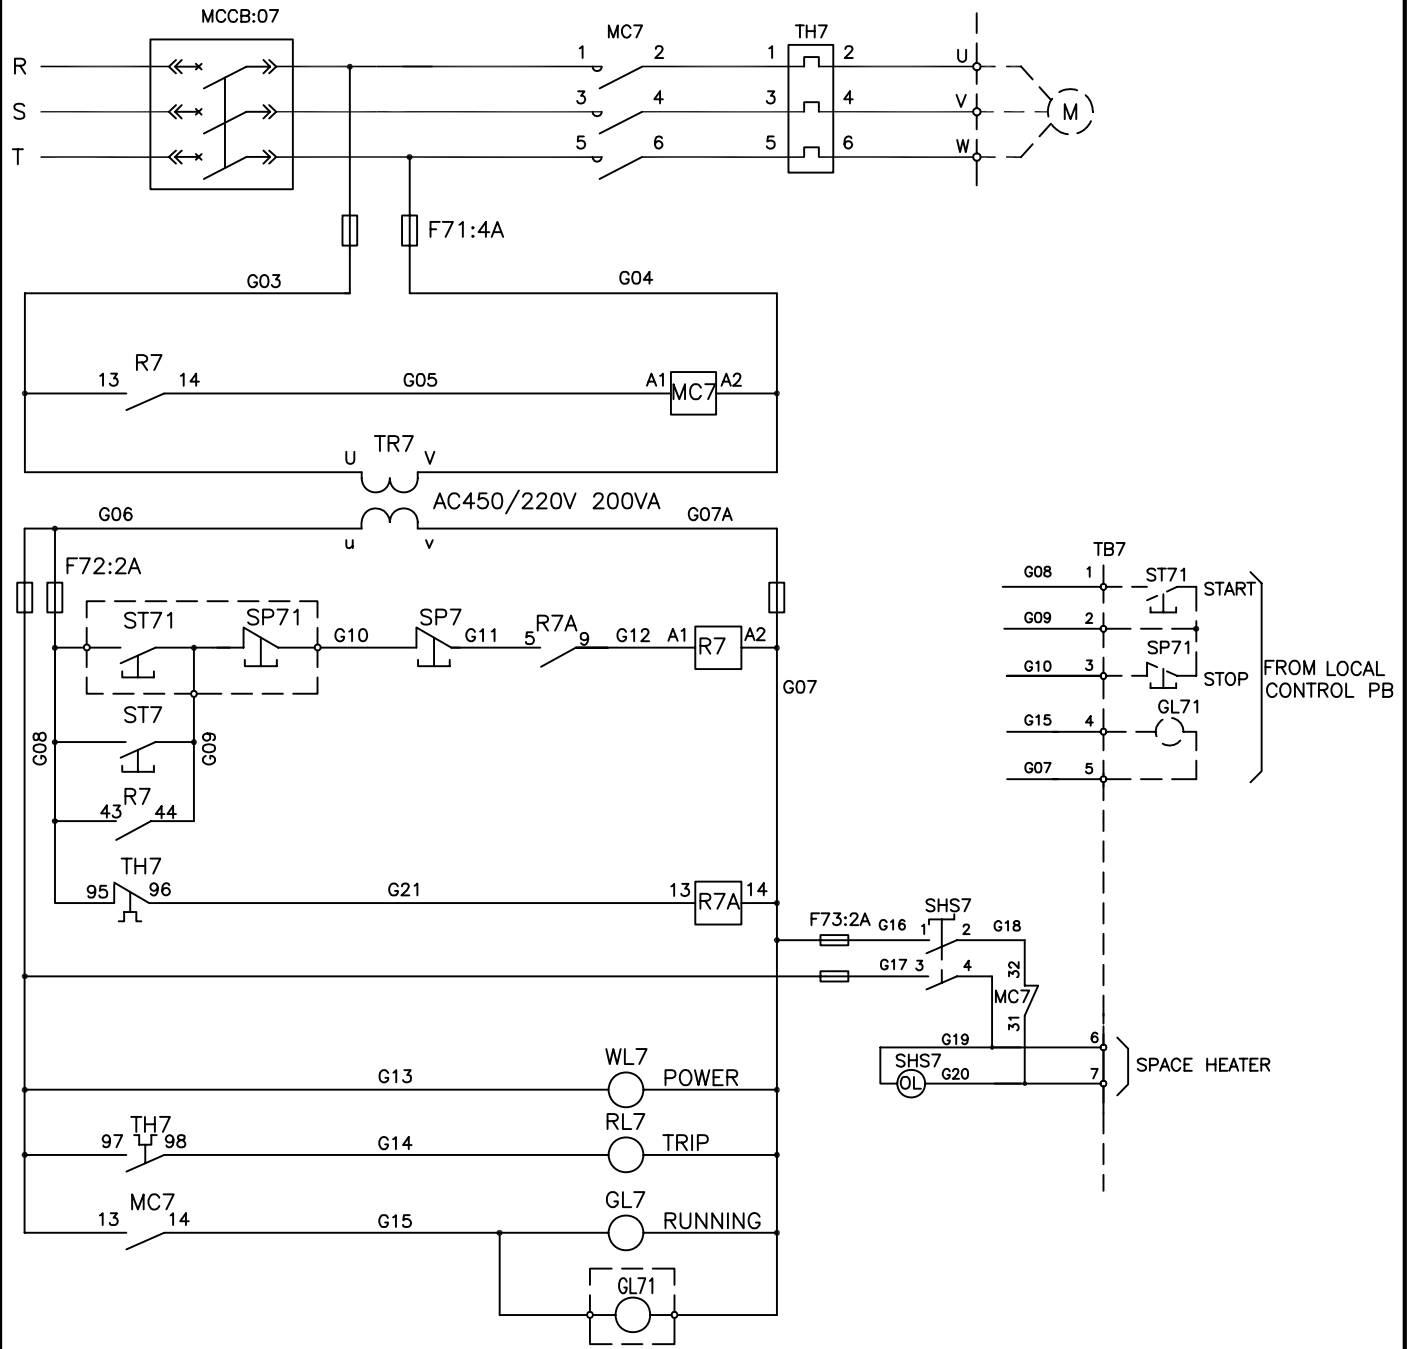 MCCB:07
MC7
TH7
R
1
2
1
2
U
S
3
4
3
4
V
M
T
5
6
5
6
W
F71:4A
G03
G04
R7
13
14
G05
A1
MC7
A2
TR7
U
V
AC450/220V 200VA
G06
G07A
u
v
F72:2A
ST71
SP71
SP7
R7A
G10
G11
5
9
G12
A1
R7
A2
G07
ST7
G08
G09
R7
43
44
TH7
95
96
G21
13
R7A
14
TB7
G08
1
ST71
START
G09
2
SP71
G10
3
STOP
FROM LOCAL
CONTROL PB
GL71
G15
4
G07
5
F73:2A
G16
SHS7
1
2
G18
G17
3
4
32
MC7
31
G19
6
SHS7
OL
G20
7
SPACE HEATER
WL7
G13
POWER
TH7
97
98
G14
RL7
TRIP
MC7
13
14
G15
GL7
RUNNING
GL71